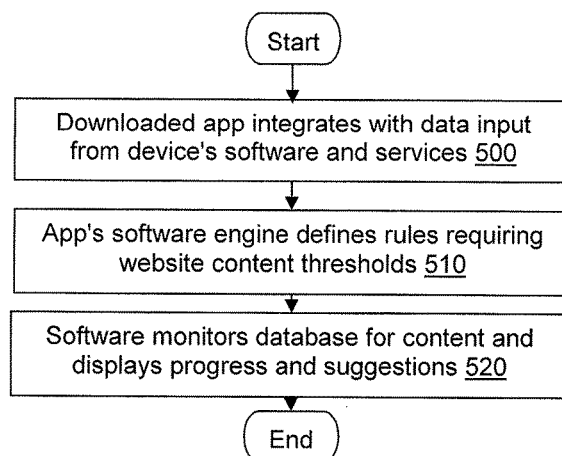 Start
Downloaded app integrates with data input
from device's software and services 500
App's software engine defines rules requiring
website content thresholds 510
Software monitors database for content and
displays progress and suggestions 520
End